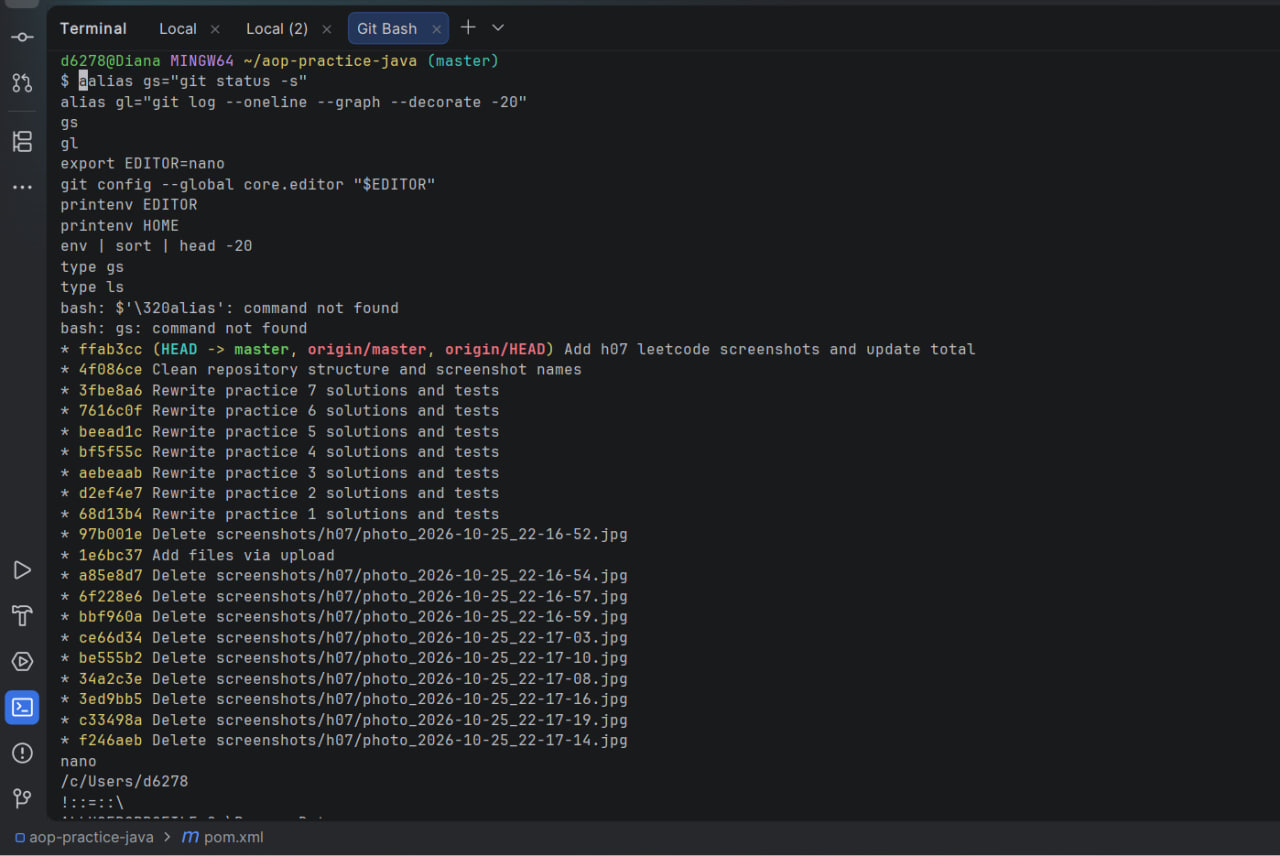 Terminal Local × Local (2) × Git Bash × +
d6278@Diana MINGW64 ~/aop-practice-java (master)
$ aalias gs="git status -s"
alias gl="git log --oneline --graph --decorate -20"
gs
gl
export EDITOR=nano
git config --global core.editor "$EDITOR"
printenv EDITOR
printenv HOME
env | sort | head -20
type gs
type ls
bash: $'\320alias': command not found
bash: gs: command not found
* ffab3cc (HEAD -> master, origin/master, origin/HEAD) Add h07 leetcode screenshots and update total
* 4f086ce Clean repository structure and screenshot names
* 3fbe8a6 Rewrite practice 7 solutions and tests
* 7616c0f Rewrite practice 6 solutions and tests
* beead1c Rewrite practice 5 solutions and tests
* bf5f55c Rewrite practice 4 solutions and tests
* aebeaab Rewrite practice 3 solutions and tests
* d2ef4e7 Rewrite practice 2 solutions and tests
* 68d13b4 Rewrite practice 1 solutions and tests
* 97b001e Delete screenshots/h07/photo_2026-10-25_22-16-52.jpg
* 1e6bc37 Add files via upload
* a85e8d7 Delete screenshots/h07/photo_2026-10-25_22-16-54.jpg
* 6f228e6 Delete screenshots/h07/photo_2026-10-25_22-16-57.jpg
* bbf960a Delete screenshots/h07/photo_2026-10-25_22-16-59.jpg
* ce66d34 Delete screenshots/h07/photo_2026-10-25_22-17-03.jpg
* be555b2 Delete screenshots/h07/photo_2026-10-25_22-17-10.jpg
* 34a2c3e Delete screenshots/h07/photo_2026-10-25_22-17-08.jpg
* 3ed9bb5 Delete screenshots/h07/photo_2026-10-25_22-17-16.jpg
* c33498a Delete screenshots/h07/photo_2026-10-25_22-17-19.jpg
* f246aeb Delete screenshots/h07/photo_2026-10-25_22-17-14.jpg
nano
/c/Users/d6278
!::=::\
aop-practice-java > m pom.xml